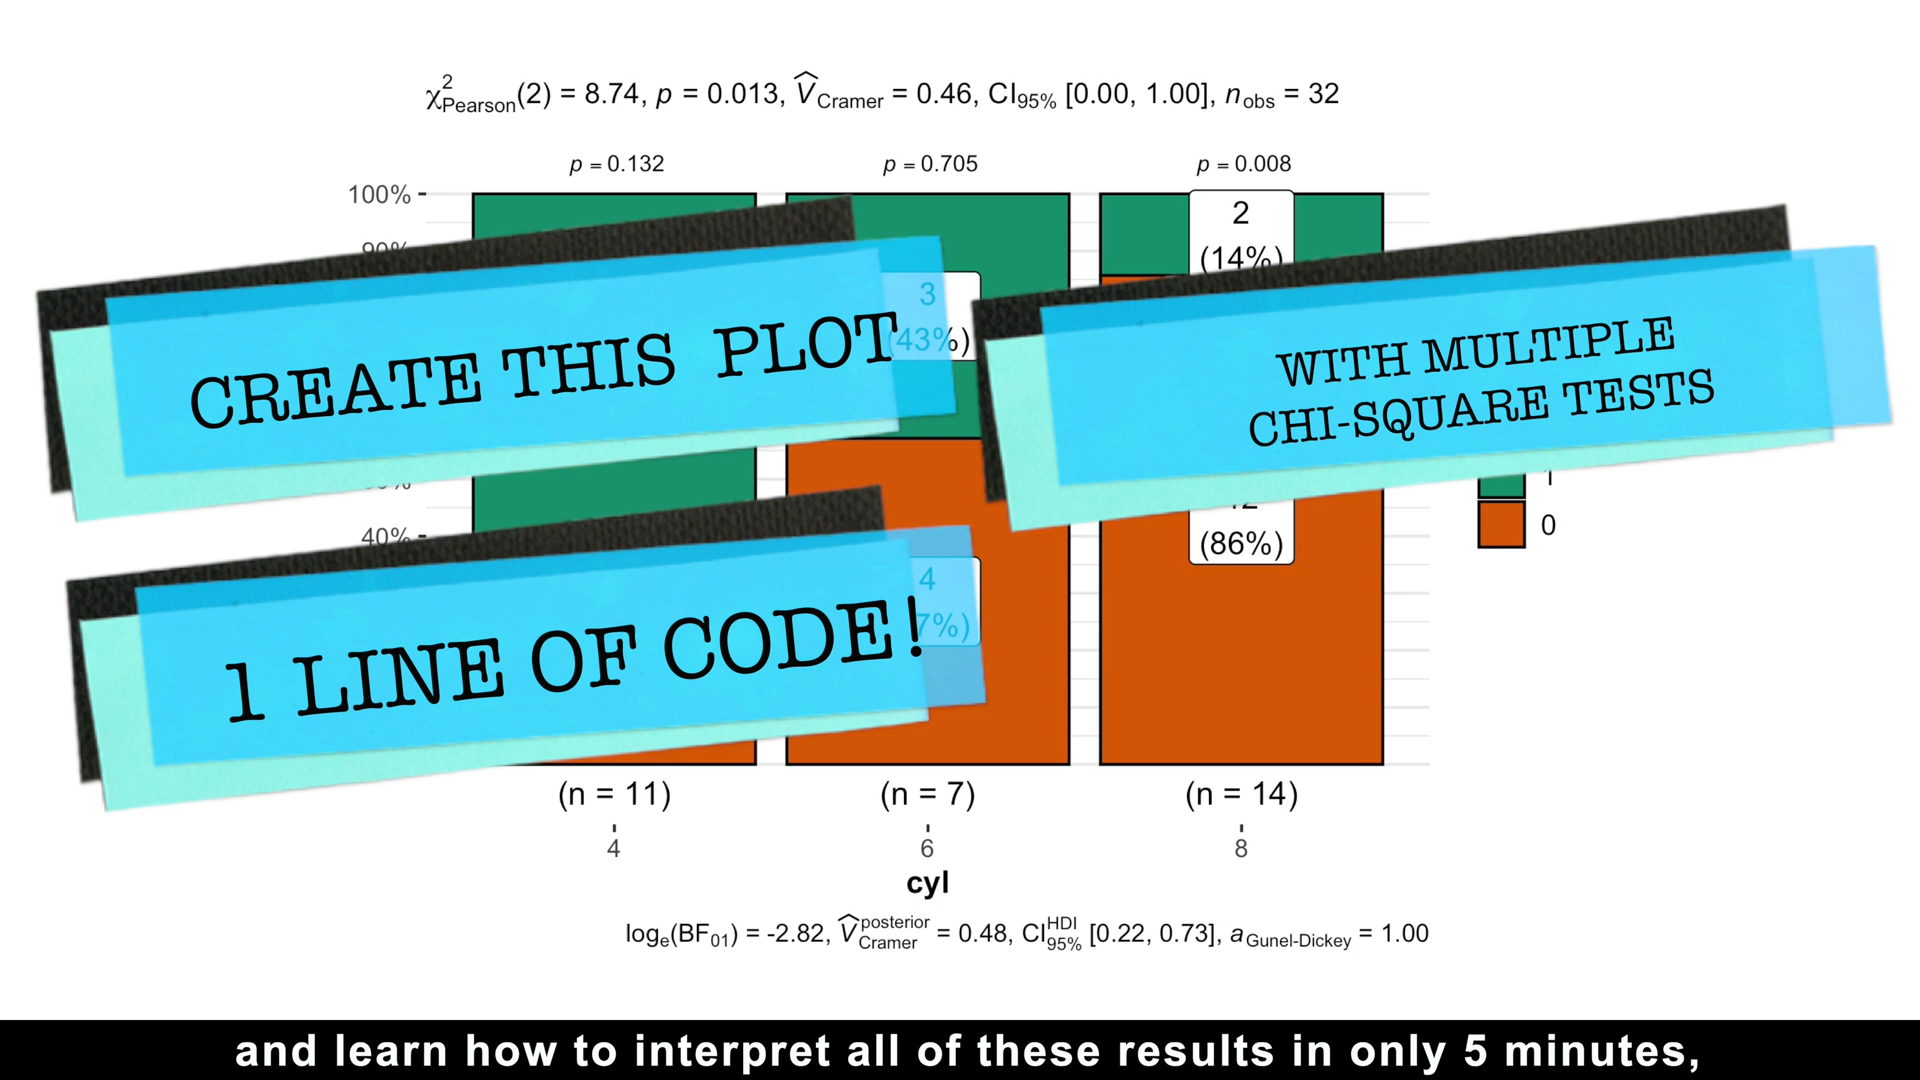 χ²Pearson(2) = 8.74, p = 0.013, V̂Cramer = 0.46, CI95% [0.00, 1.00], nobs = 32
p = 0.132 p = 0.705 p = 0.008
100%
2
(14%)
3
(43%)
CREATE THIS PLOT
WITH MULTIPLE
CHI-SQUARE TESTS
1
40%
(86%)
0
4
1 LINE OF CODE!
(n = 11) (n = 7) (n = 14)
4 6 8
cyl
loge(BF01) = -2.82, V̂posterior Cramer = 0.48, CI HDI 95% [0.22, 0.73], a Gunel-Dickey = 1.00
and learn how to interpret all of these results in only 5 minutes,